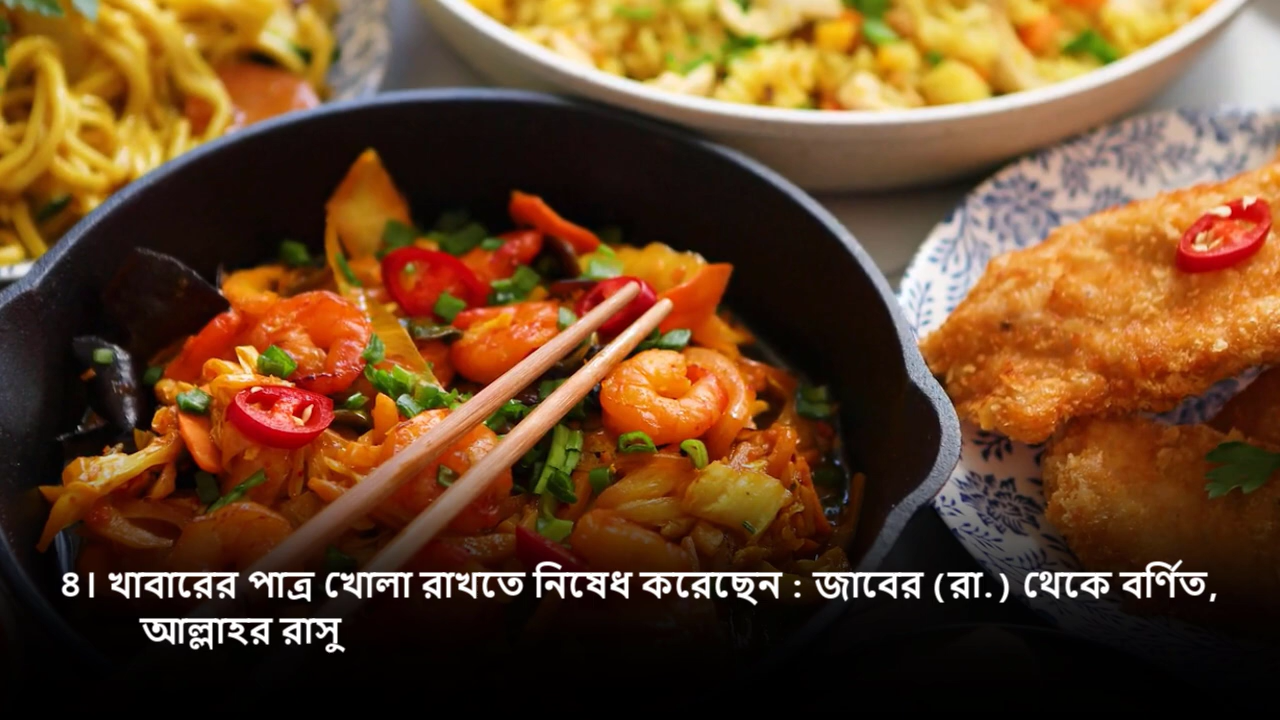 ৪। খাবারের পাত্র খোলা রাখতে নিষেধ করেছেন : জাবের (রা.) থেকে বর্ণিত,
আল্লাহর রাসু